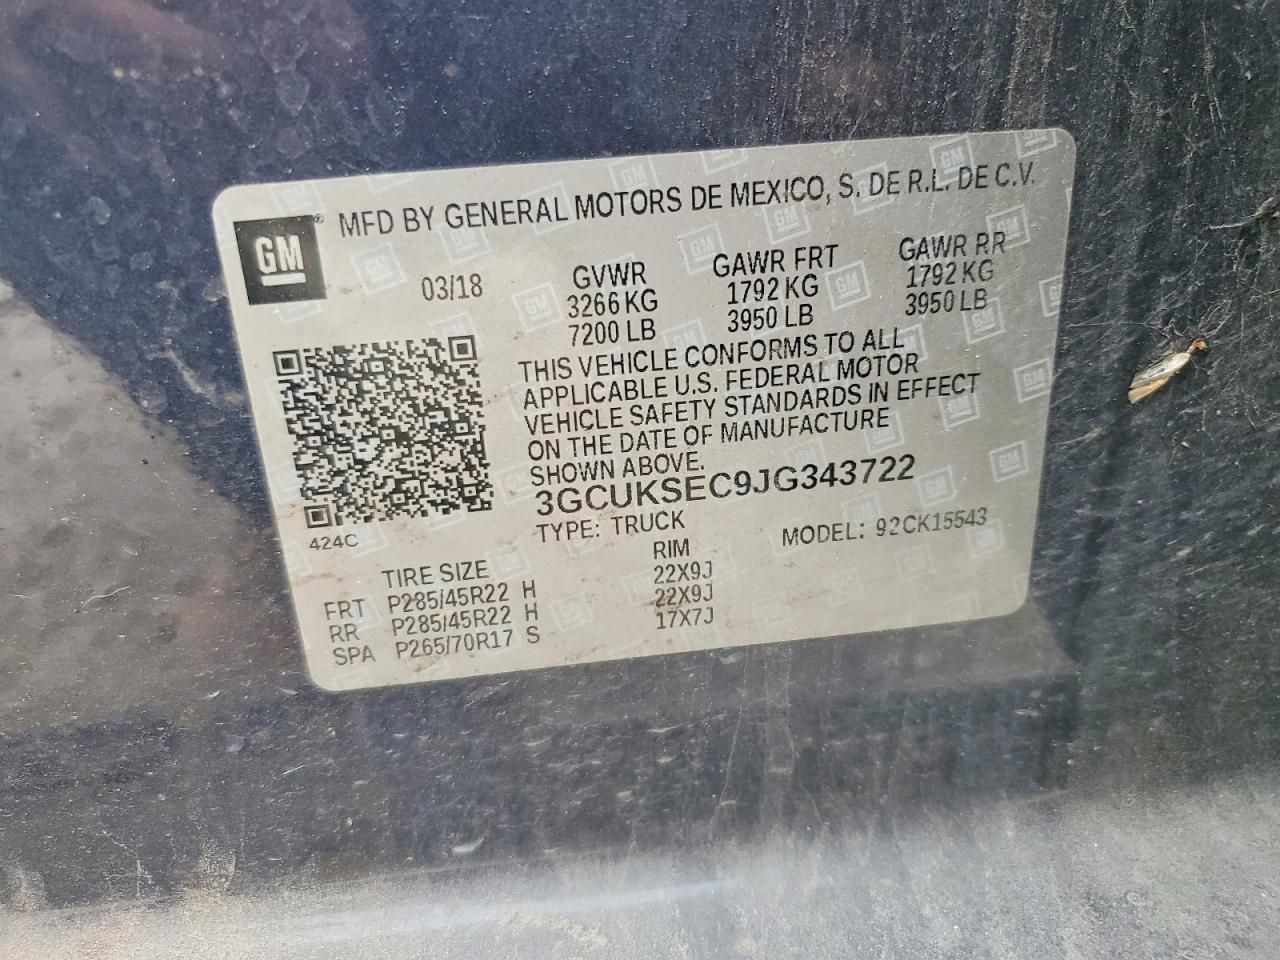 GM® MFD BY GENERAL MOTORS DE MEXICO, S. DE R.L. DE C.V.
03/18 GVWR GAWR FRT GAWR RR
3266 KG 1792 KG 1792 KG
7200 LB 3950 LB 3950 LB
THIS VEHICLE CONFORMS TO ALL
APPLICABLE U.S. FEDERAL MOTOR
VEHICLE SAFETY STANDARDS IN EFFECT
ON THE DATE OF MANUFACTURE
SHOWN ABOVE.
3GCUKSEC9JG343722
424C TYPE: TRUCK MODEL: 92CK15543
TIRE SIZE RIM
FRT P285/45R22 H 22X9J
RR P285/45R22 H 22X9J
SPA P265/70R17 S 17X7J